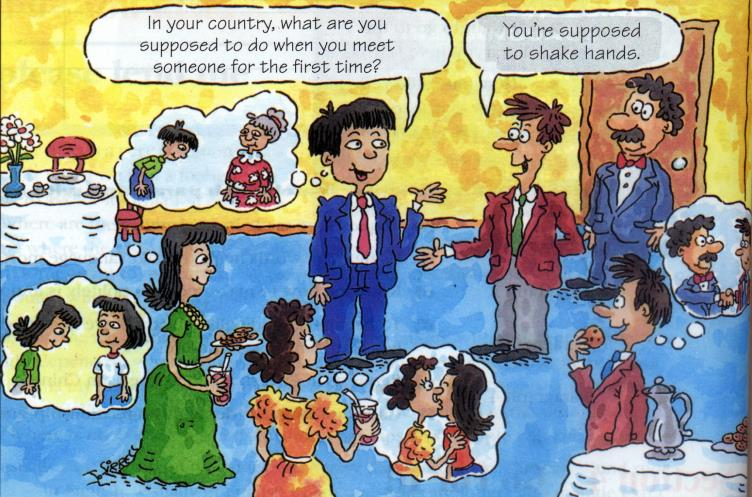 In your country, what are you
supposed to do when you meet
someone for the first time?
You're supposed
to shake hands.